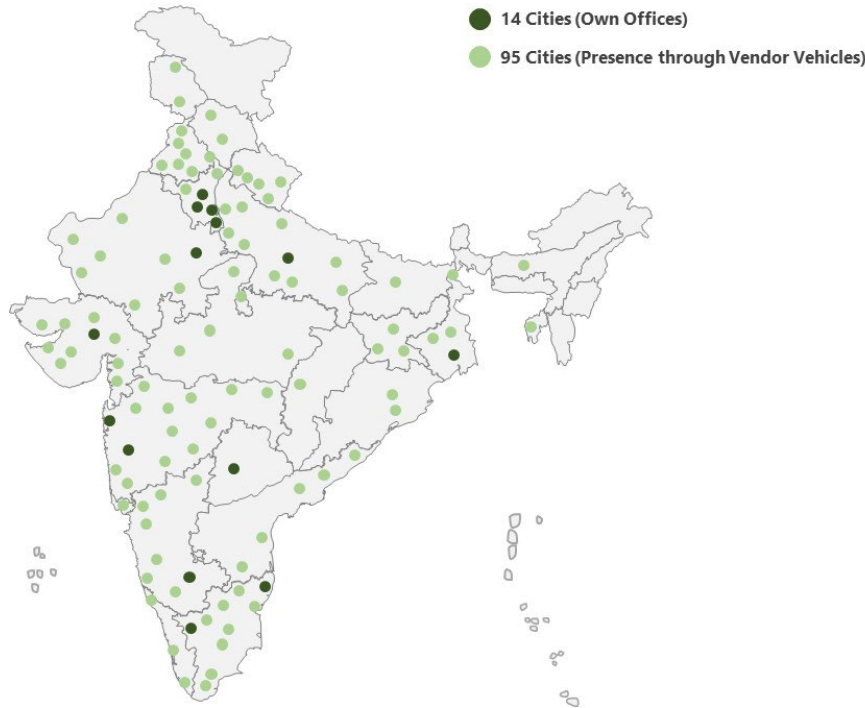 14 Cities (Own Offices)
95 Cities (Presence through Vendor Vehicles)